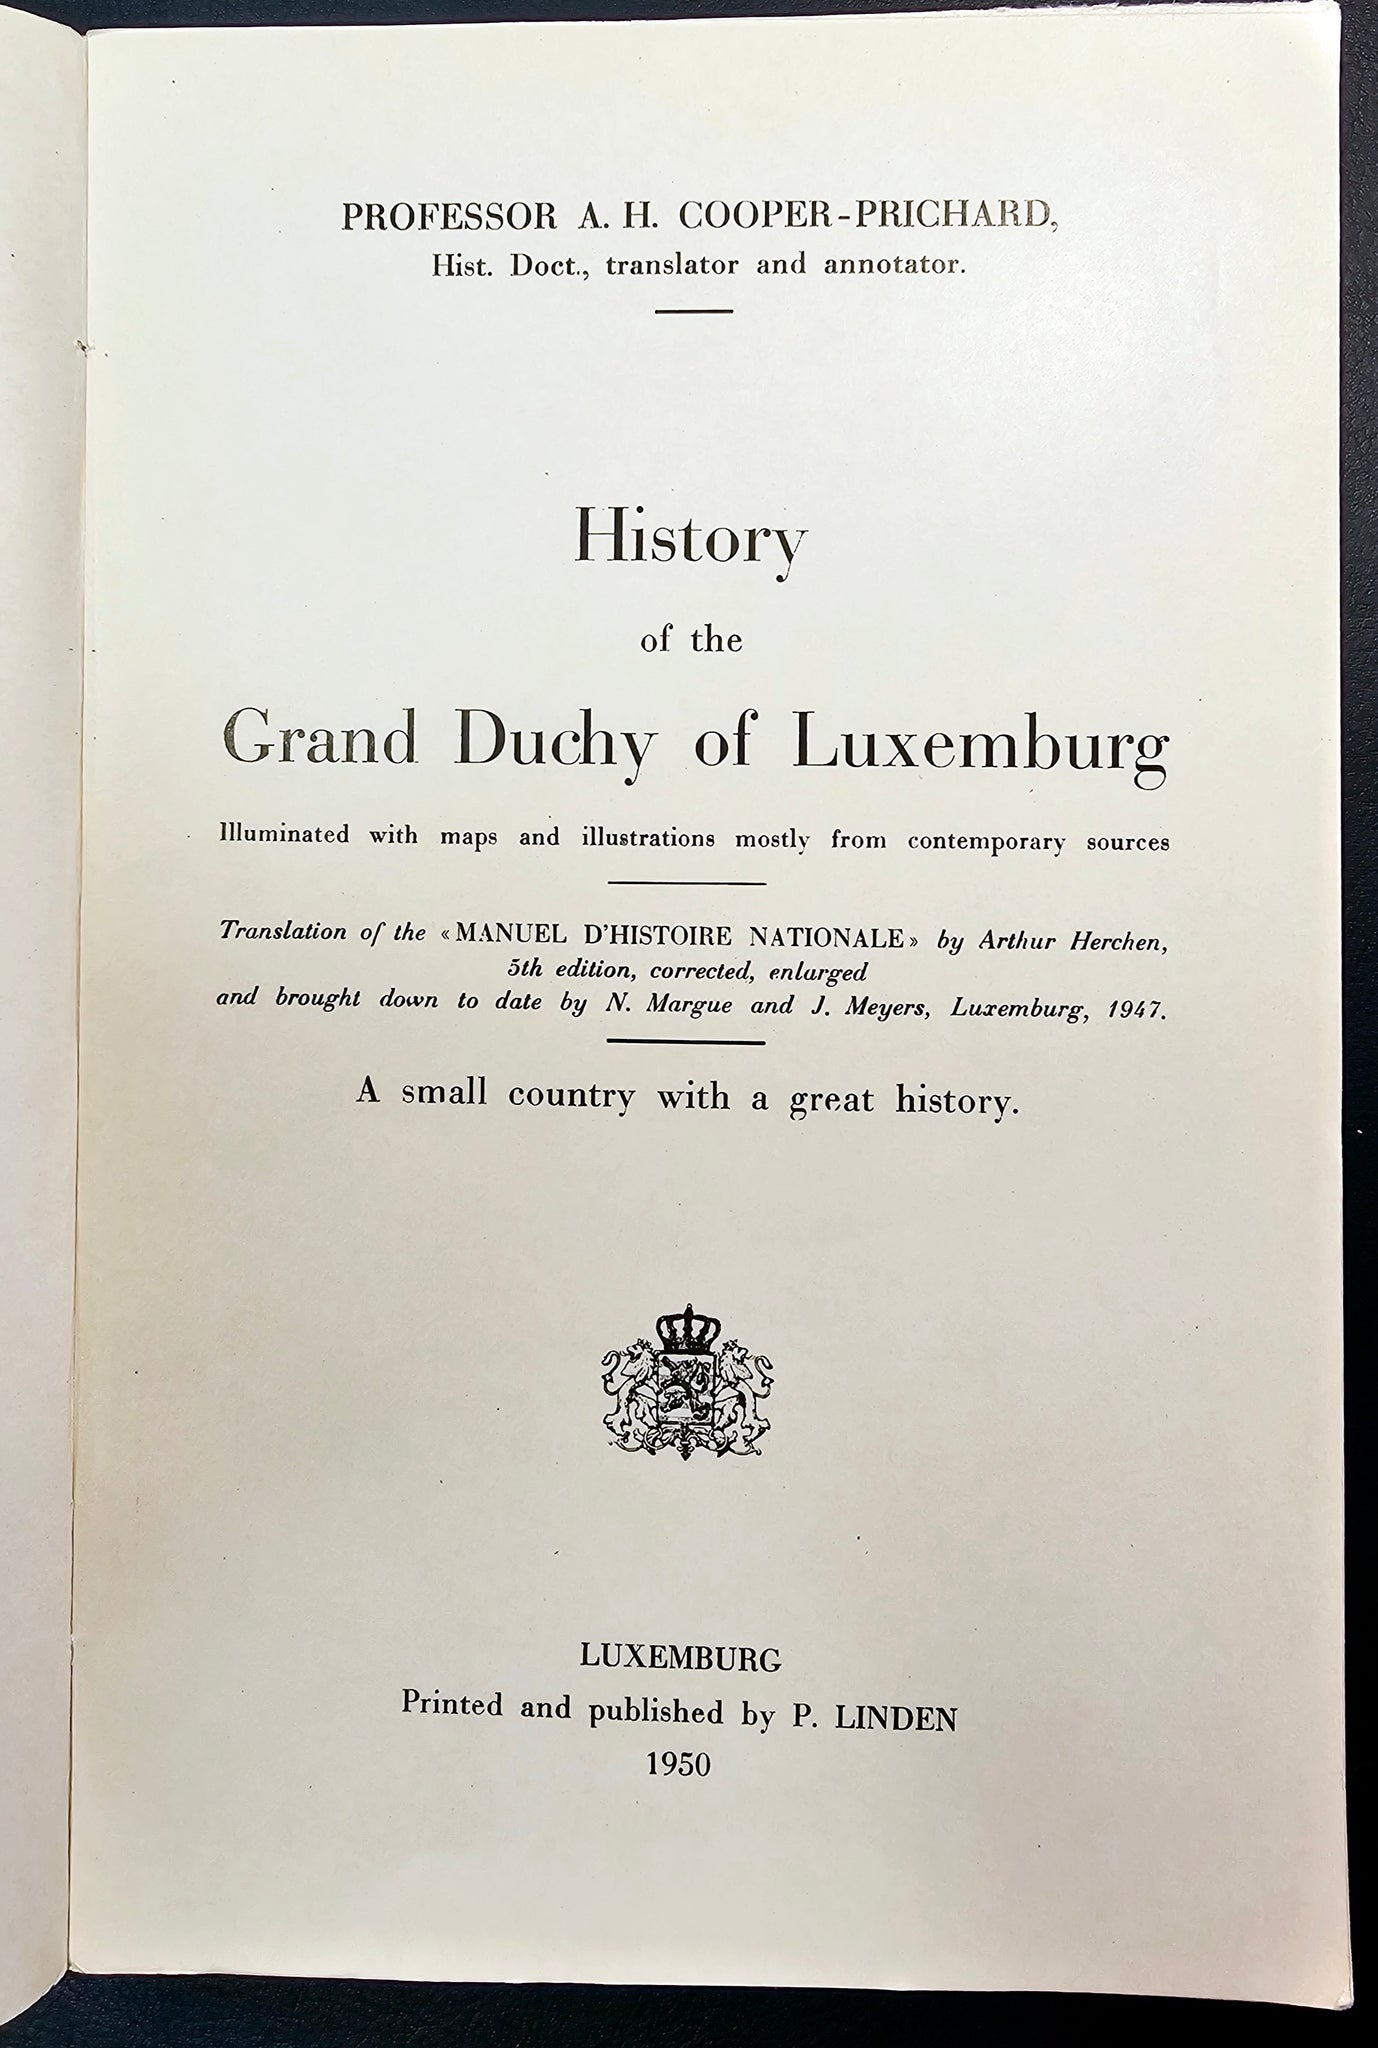 PROFESSOR A. H. COOPER-PRICHARD,
Hist. Doct., translator and annotator.
History
of the
Grand Duchy of Luxemburg
Illuminated with maps and illustrations mostly from contemporary sources
Translation of the «MANUEL D'HISTOIRE NATIONALE» by Arthur Herchen,
5th edition, corrected, enlarged
and brought down to date by N. Margue and J. Meyers, Luxemburg, 1947.
A small country with a great history.
LUXEMBURG
Printed and published by P. LINDEN
1950